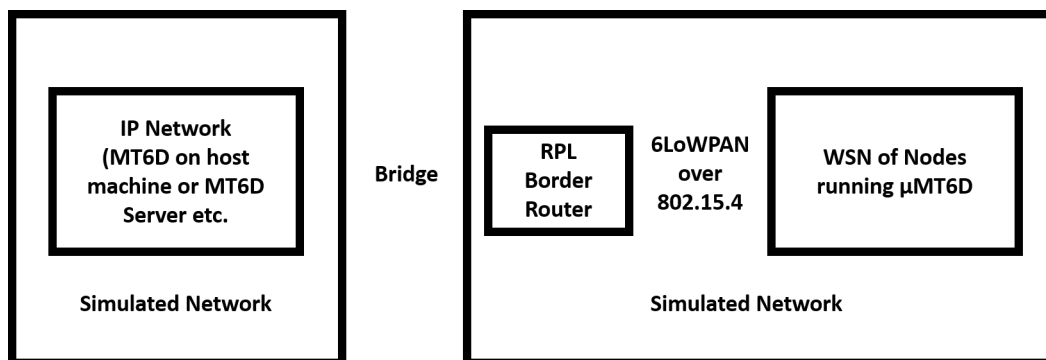 IP Network
(MT6D on host
machine or MT6D
Server etc.
Simulated Network
Bridge
RPL
Border
Router
6LoWPAN
over
802.15.4
WSN of Nodes
running µMT6D
Simulated Network